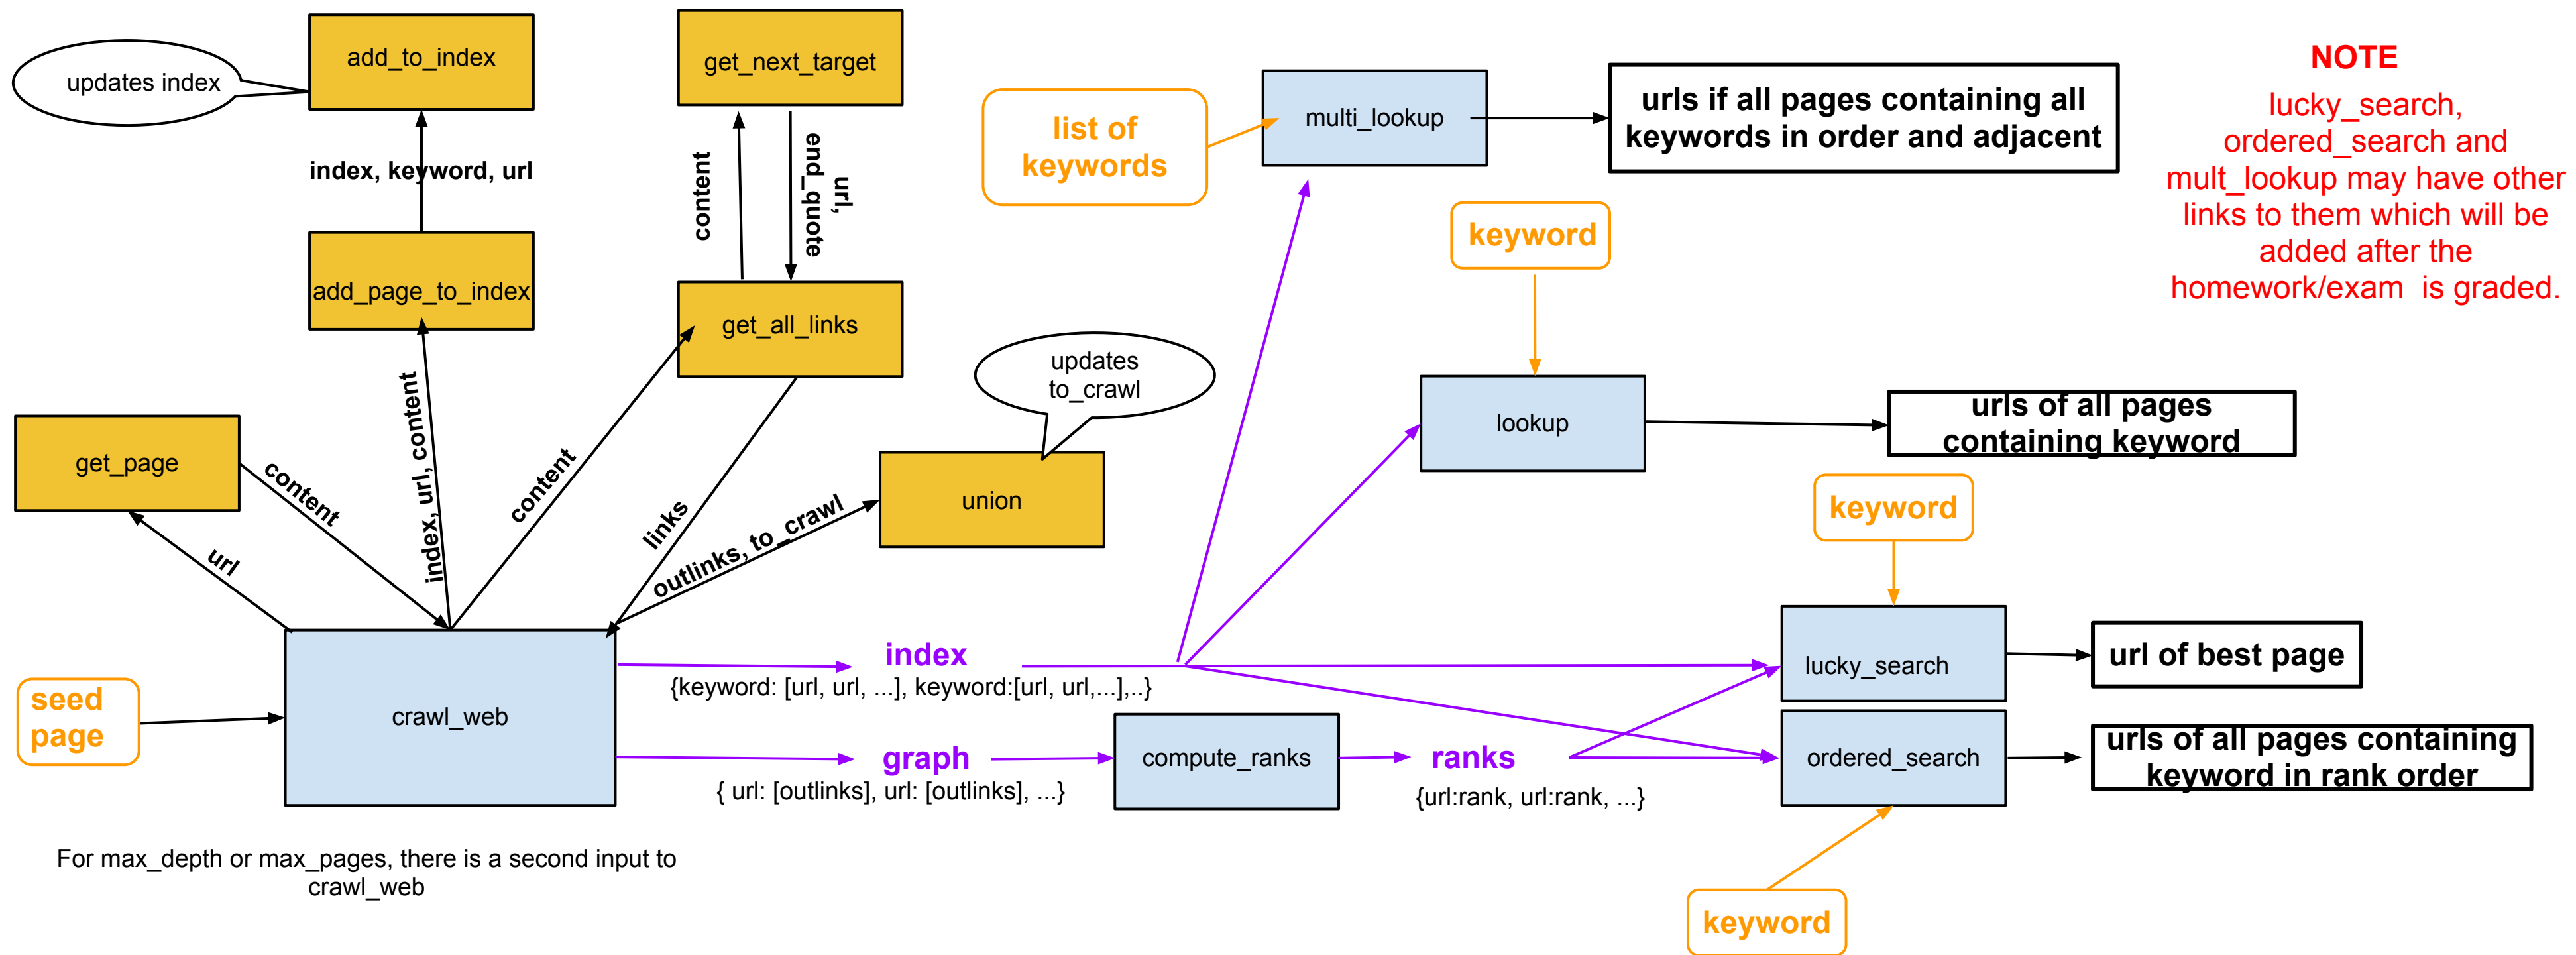 updates index
add_to_index
index, keyword, url
add_page_to_index
get_next_target
content
url,
end_quote
get_all_links
updates
to_crawl
union
get_page
content
url
index, url, content
content
links
outlinks, to_crawl
seed
page
crawl_web
For max_depth or max_pages, there is a second input to
crawl_web
index
{keyword: [url, url, ...], keyword:[url, url,...],..}
graph
{ url: [outlinks], url: [outlinks], ...}
compute_ranks
ranks
{url:rank, url:rank, ...}
list of
keywords
multi_lookup
urls if all pages containing all
keywords in order and adjacent
keyword
lookup
urls of all pages
containing keyword
keyword
lucky_search
url of best page
ordered_search
urls of all pages containing
keyword in rank order
keyword
NOTE
lucky_search,
ordered_search and
mult_lookup may have other
links to them which will be
added after the
homework/exam is graded.